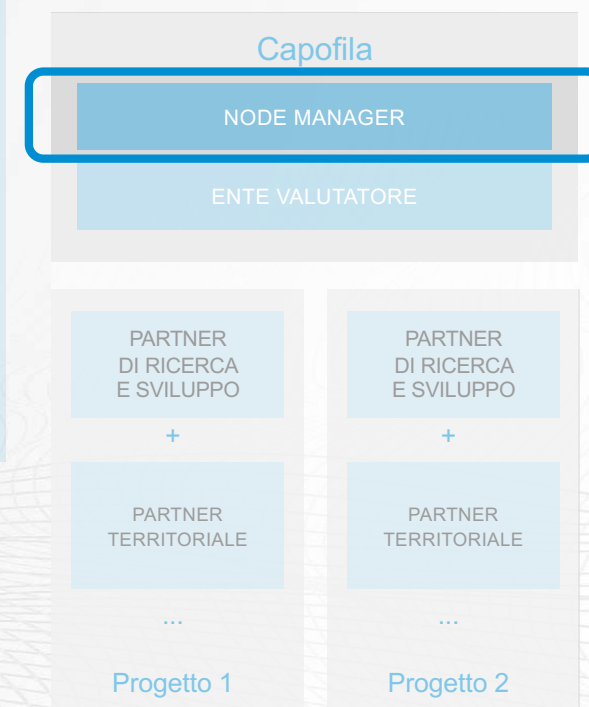 Capofila
NODE MANAGER
ENTE VALUTATORE
PARTNER
DI RICERCA
E SVILUPPO
+
PARTNER
TERRITORIALE
...
Progetto 1
PARTNER
DI RICERCA
E SVILUPPO
+
PARTNER
TERRITORIALE
...
Progetto 2